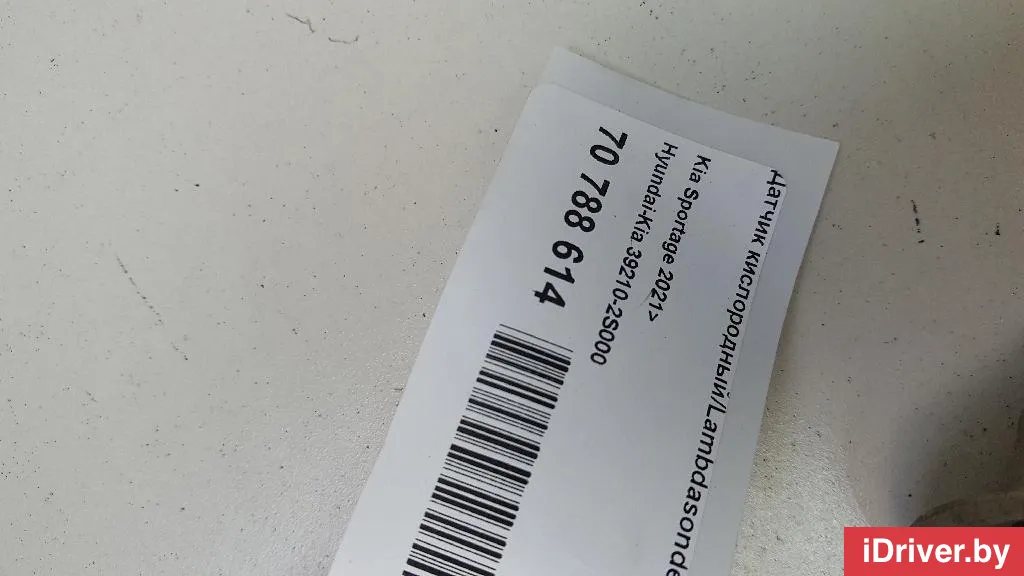 Датчик кислородный/Lambdasonde
Kia Sportage 2021>
Hyundai-Kia 39210-2S000
70 788 614
iDriver.by